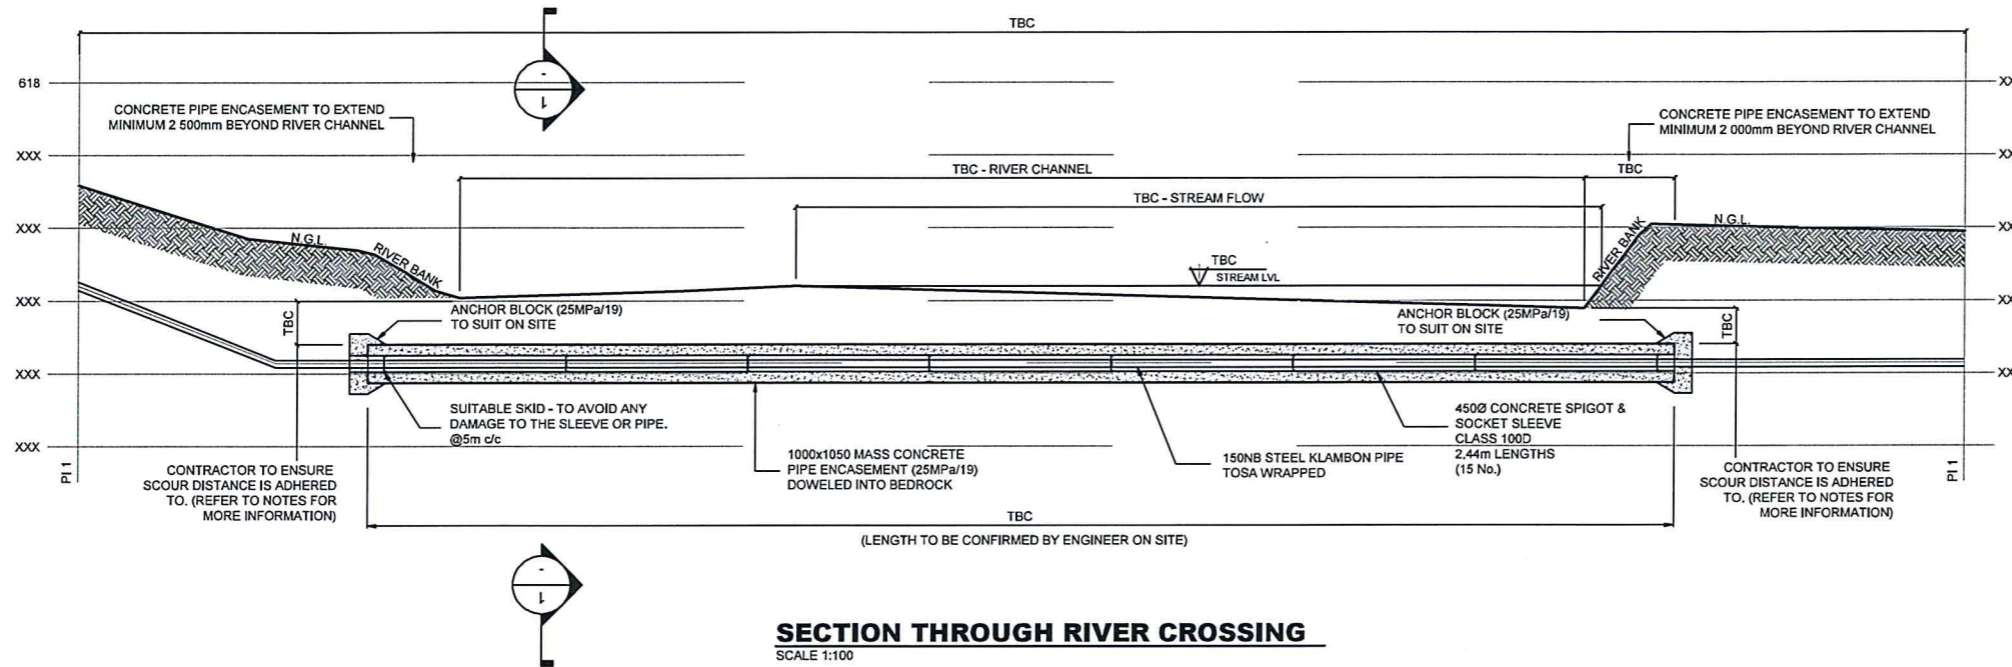 TBC
618
XX
CONCRETE PIPE ENCASEMENT TO EXTEND
MINIMUM 2 500mm BEYOND RIVER CHANNEL
-
1
CONCRETE PIPE ENCASEMENT TO EXTEND
MINIMUM 2 000mm BEYOND RIVER CHANNEL
XXX
XX
TBC - RIVER CHANNEL
TBC
TBC - STREAM FLOW
XXX
XX
N.G.L.
RIVER BANK
RIVER BANK
N.G.L.
TBC
STREAM LVL
XXX
XX
TBC
ANCHOR BLOCK (25MPa/19)
TO SUIT ON SITE
ANCHOR BLOCK (25MPa/19)
TO SUIT ON SITE
TBC
XXX
XX
SUITABLE SKID - TO AVOID ANY
DAMAGE TO THE SLEEVE OR PIPE.
@5m c/c
450Ø CONCRETE SPIGOT &
SOCKET SLEEVE
CLASS 100D
2,44m LENGTHS
(15 No.)
XXX
XX
1000x1050 MASS CONCRETE
PIPE ENCASEMENT (25MPa/19)
DOWELED INTO BEDROCK
150NB STEEL KLAMBON PIPE
TOSA WRAPPED
PI 1
CONTRACTOR TO ENSURE
SCOUR DISTANCE IS ADHERED
TO. (REFER TO NOTES FOR
MORE INFORMATION)
CONTRACTOR TO ENSURE
SCOUR DISTANCE IS ADHERED
TO. (REFER TO NOTES FOR
MORE INFORMATION)
PI 1
TBC
(LENGTH TO BE CONFIRMED BY ENGINEER ON SITE)
-
1
SECTION THROUGH RIVER CROSSING
SCALE 1:100